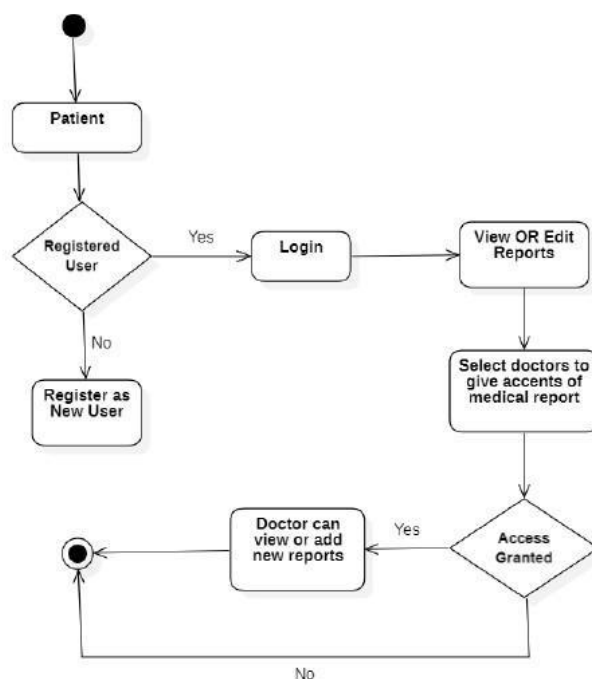 Patient
Registered
User
Yes
Login
View OR Edit
Reports
No
Register as
New User
Select doctors to
give accents of
medical report
Doctor can
view or add
new reports
Yes
Access
Granted
No